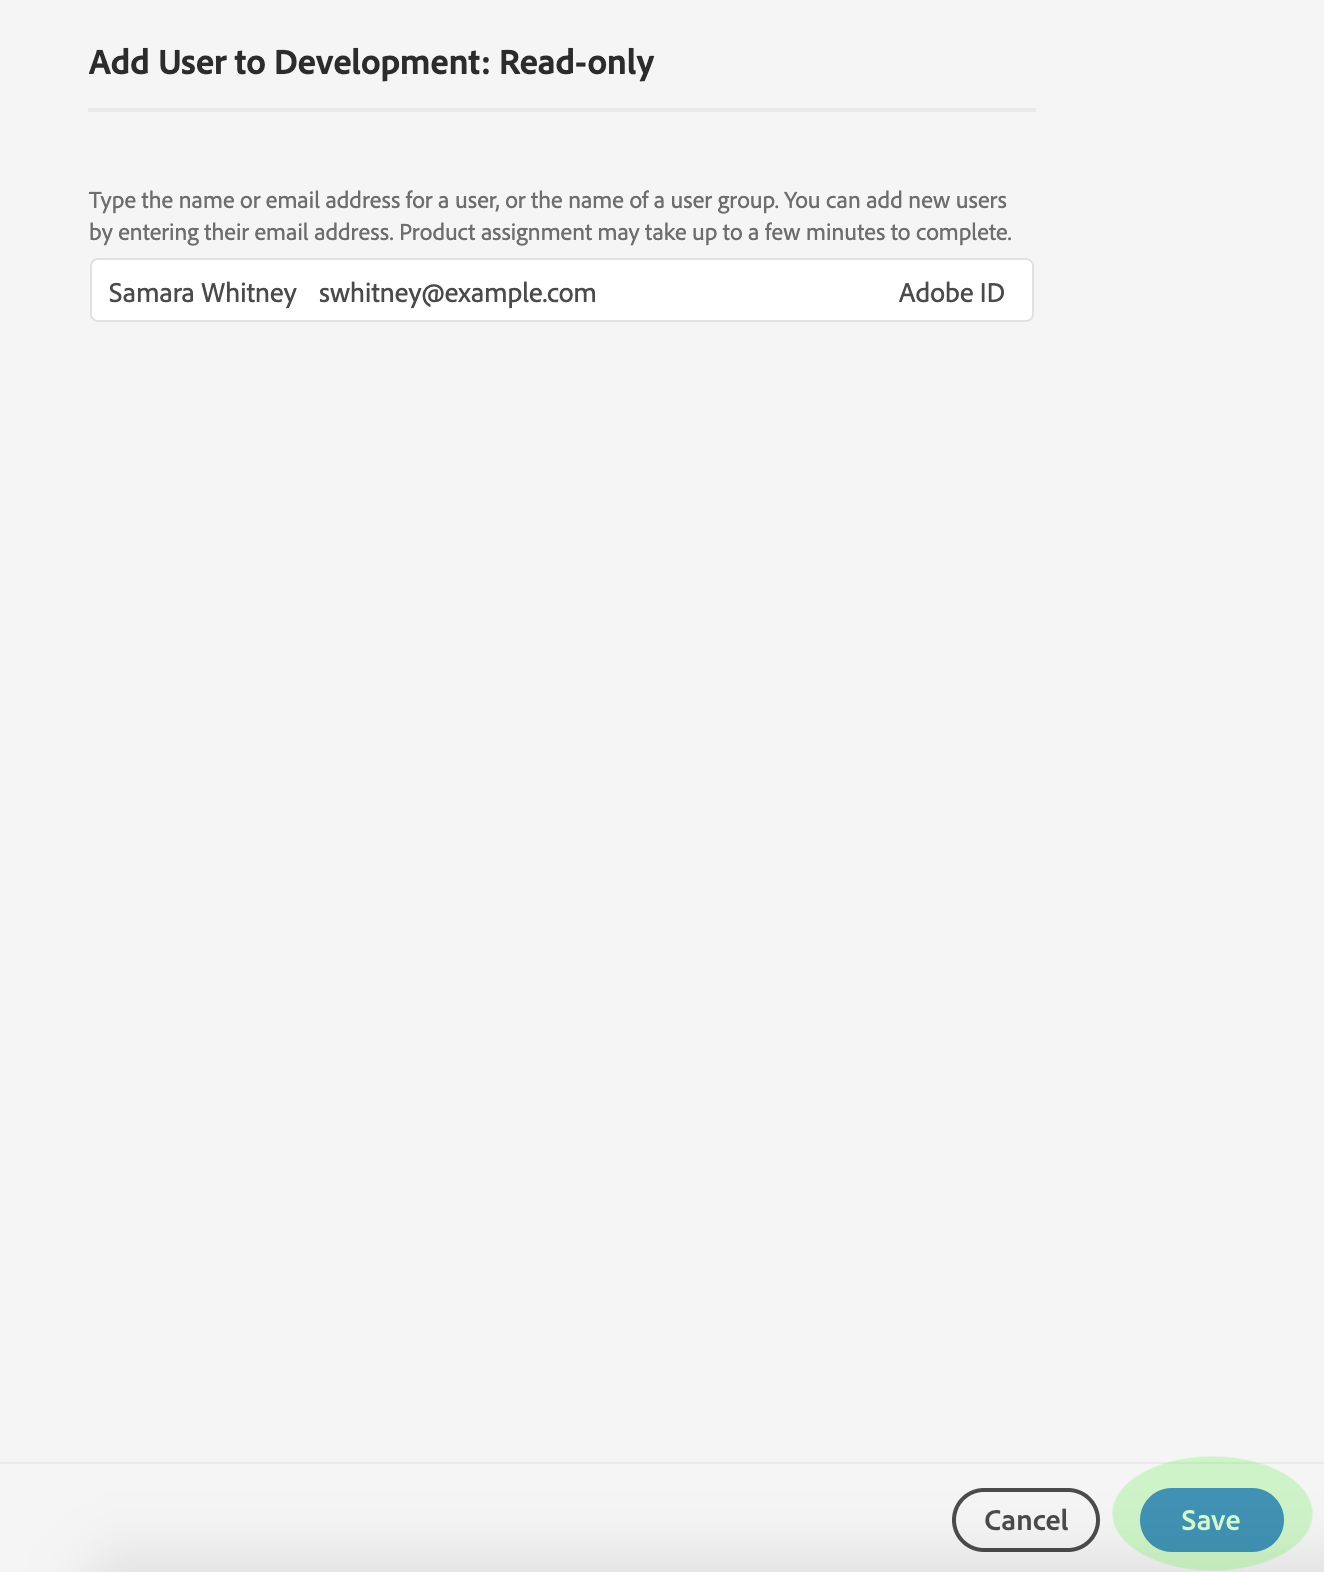 Add User to Development: Read-only
Type the name or email address for a user, or the name of a user group. You can add new users
by entering their email address. Product assignment may take up to a few minutes to complete.
Samara Whitney swhitney@example.com Adobe ID
Cancel Save